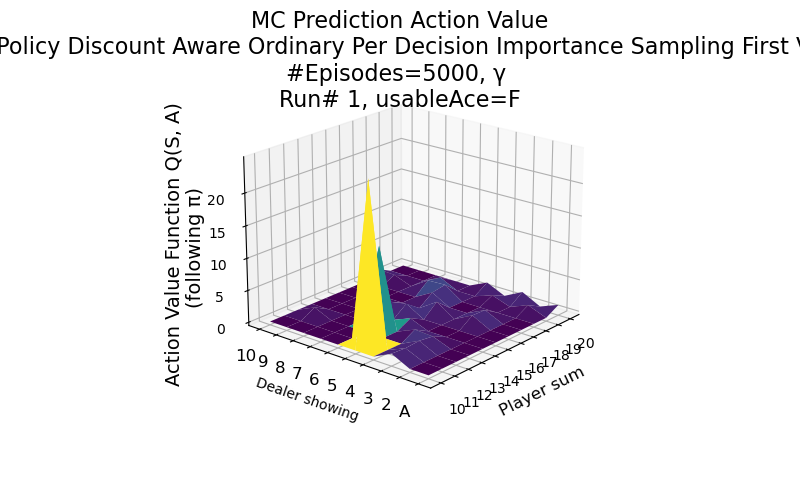 MC Prediction Action Value
Policy Discount Aware Ordinary Per Decision Importance Sampling First
#Episodes=5000, γ
Run# 1, usableAce=F
Action Value Function Q(S, A)
(following π)
20
15
10
5
0
10 9 8 7 6 5 4 3 2 A
Dealer showing
10 11 12 13 14 15 16 17 18 19 20
Player sum